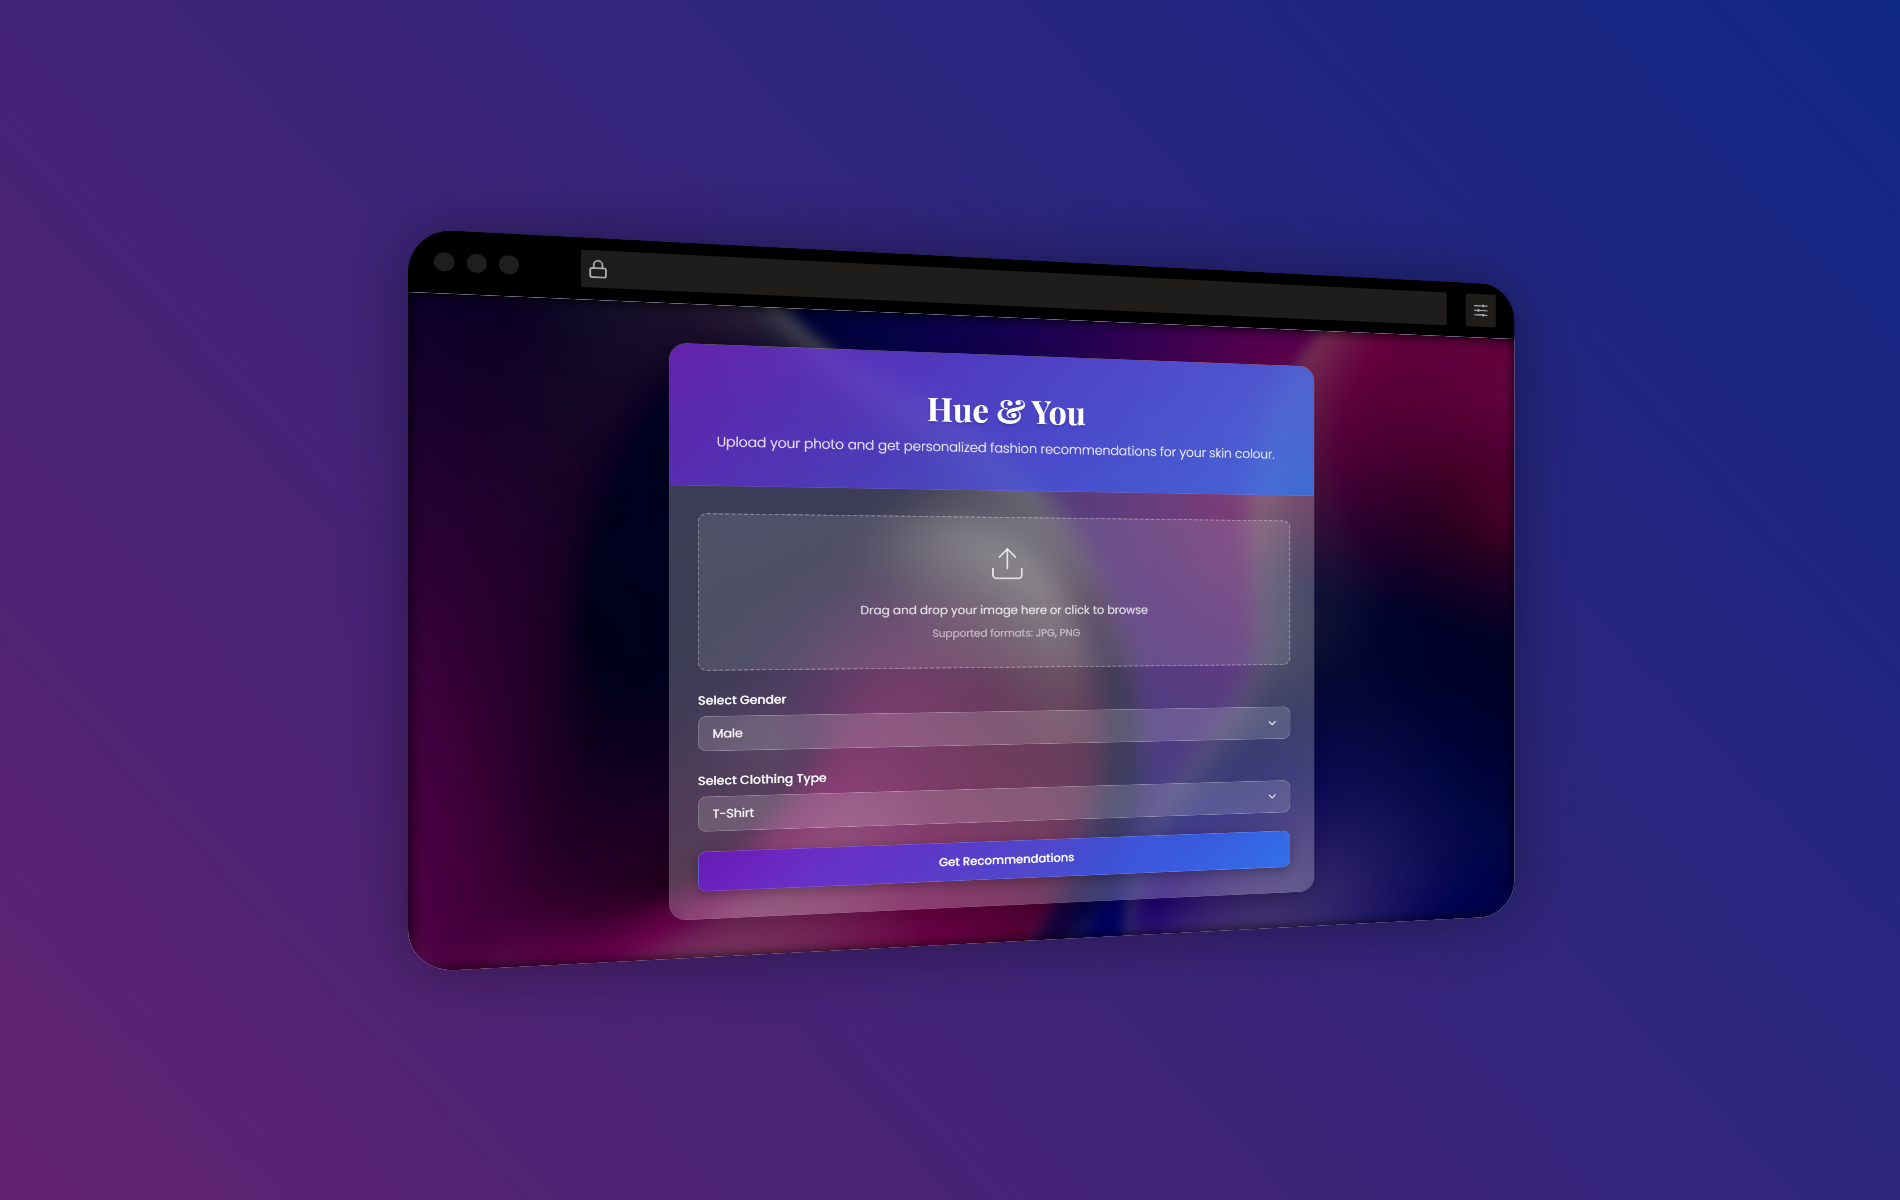 Hue & You
Upload your photo and get personalized fashion recommendations for your skin colour.
Drag and drop your image here or click to browse
Supported formats: JPG, PNG
Select Gender
Male
Select Clothing Type
T-Shirt
Get Recommendations